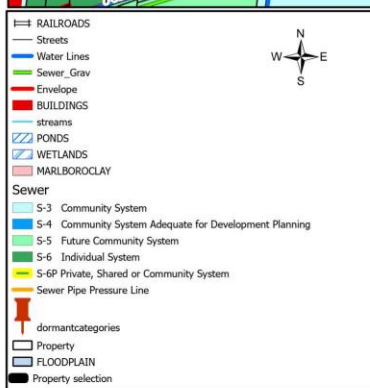 RAILROADS
Streets
Water Lines
Sewer_Grav
Envelope
BUILDINGS
streams
PONDS
WETLANDS
MARLBOROCLAY
Sewer
S-3 Community System
S-4 Community System Adequate for Development Planning
S-5 Future Community System
S-6 Individual System
S-6P Private, Shared or Community System
Sewer Pipe Pressure Line
dormantcategories
Property
FLOODPLAIN
Property selection
N
W E
S